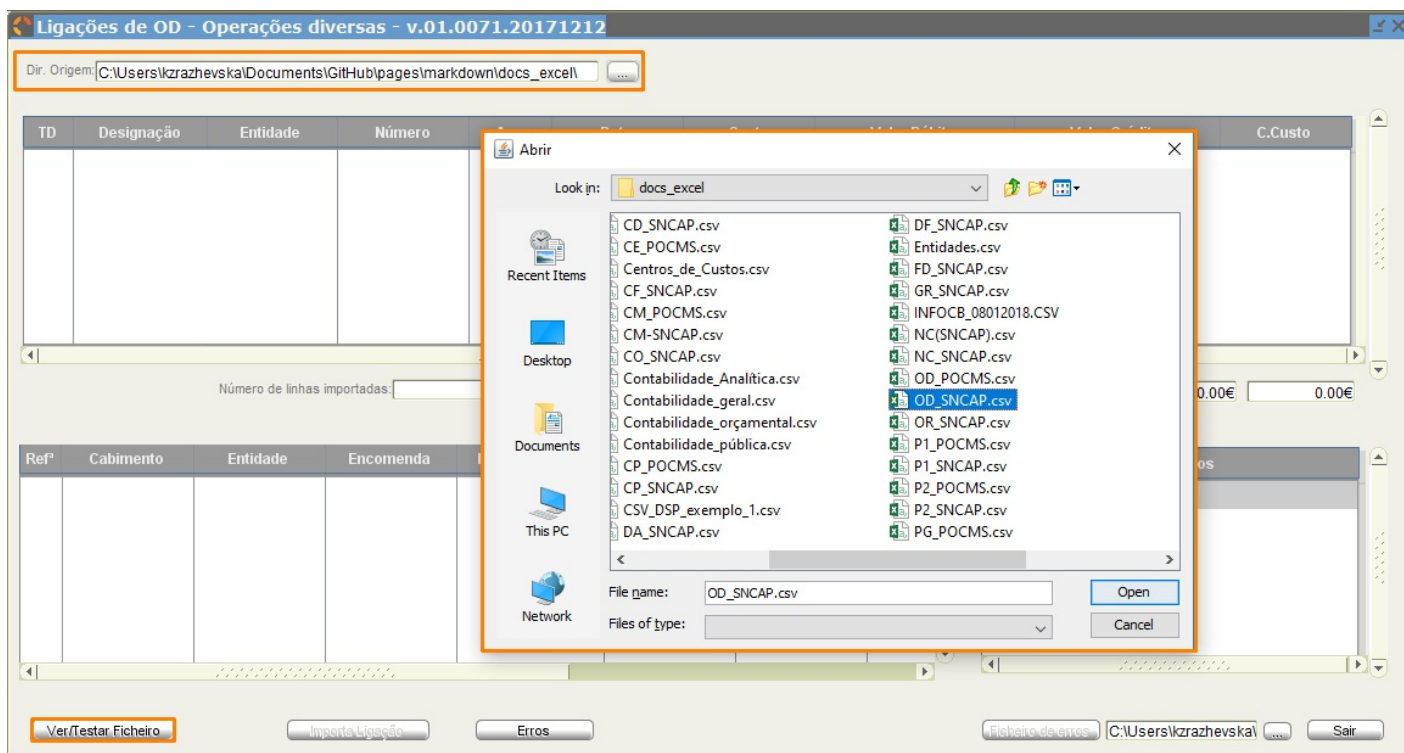 Ligações de OD - Operações diversas - v.01.0071.20171212
Dir. Origem: C:\Users\kzrazhevska\Documents\GitHub\pages\markdown\docs_excel\ ...
TD Designação Entidade Número C.Custo
Número de linhas importadas: 0.00€ 0.00€
Refª Cabimento Entidade Encomenda os
Abrir
Look in: docs_excel
Recent Items
Desktop
Documents
This PC
Network
CD_SNCAP.csv
CE_POCMS.csv
Centros_de_Custos.csv
CF_SNCAP.csv
CM_POCMS.csv
CM-SNCAP.csv
CO_SNCAP.csv
Contabilidade_Analítica.csv
Contabilidade_geral.csv
Contabilidade_orçamental.csv
Contabilidade_pública.csv
CP_POCMS.csv
CP_SNCAP.csv
CSV_DSP_exemplo_1.csv
DA_SNCAP.csv
DF_SNCAP.csv
Entidades.csv
FD_SNCAP.csv
GR_SNCAP.csv
INFOCB_08012018.CSV
NC(SNCAP).csv
NC_SNCAP.csv
OD_POCMS.csv
OD_SNCAP.csv
OR_SNCAP.csv
P1_POCMS.csv
P1_SNCAP.csv
P2_POCMS.csv
P2_SNCAP.csv
PG_POCMS.csv
File name: OD_SNCAP.csv Open
Files of type: Cancel
Ver/Testar Ficheiro Importa Ligação Erros Ficheiro de erros C:\Users\kzrazhevska\ ... Sair